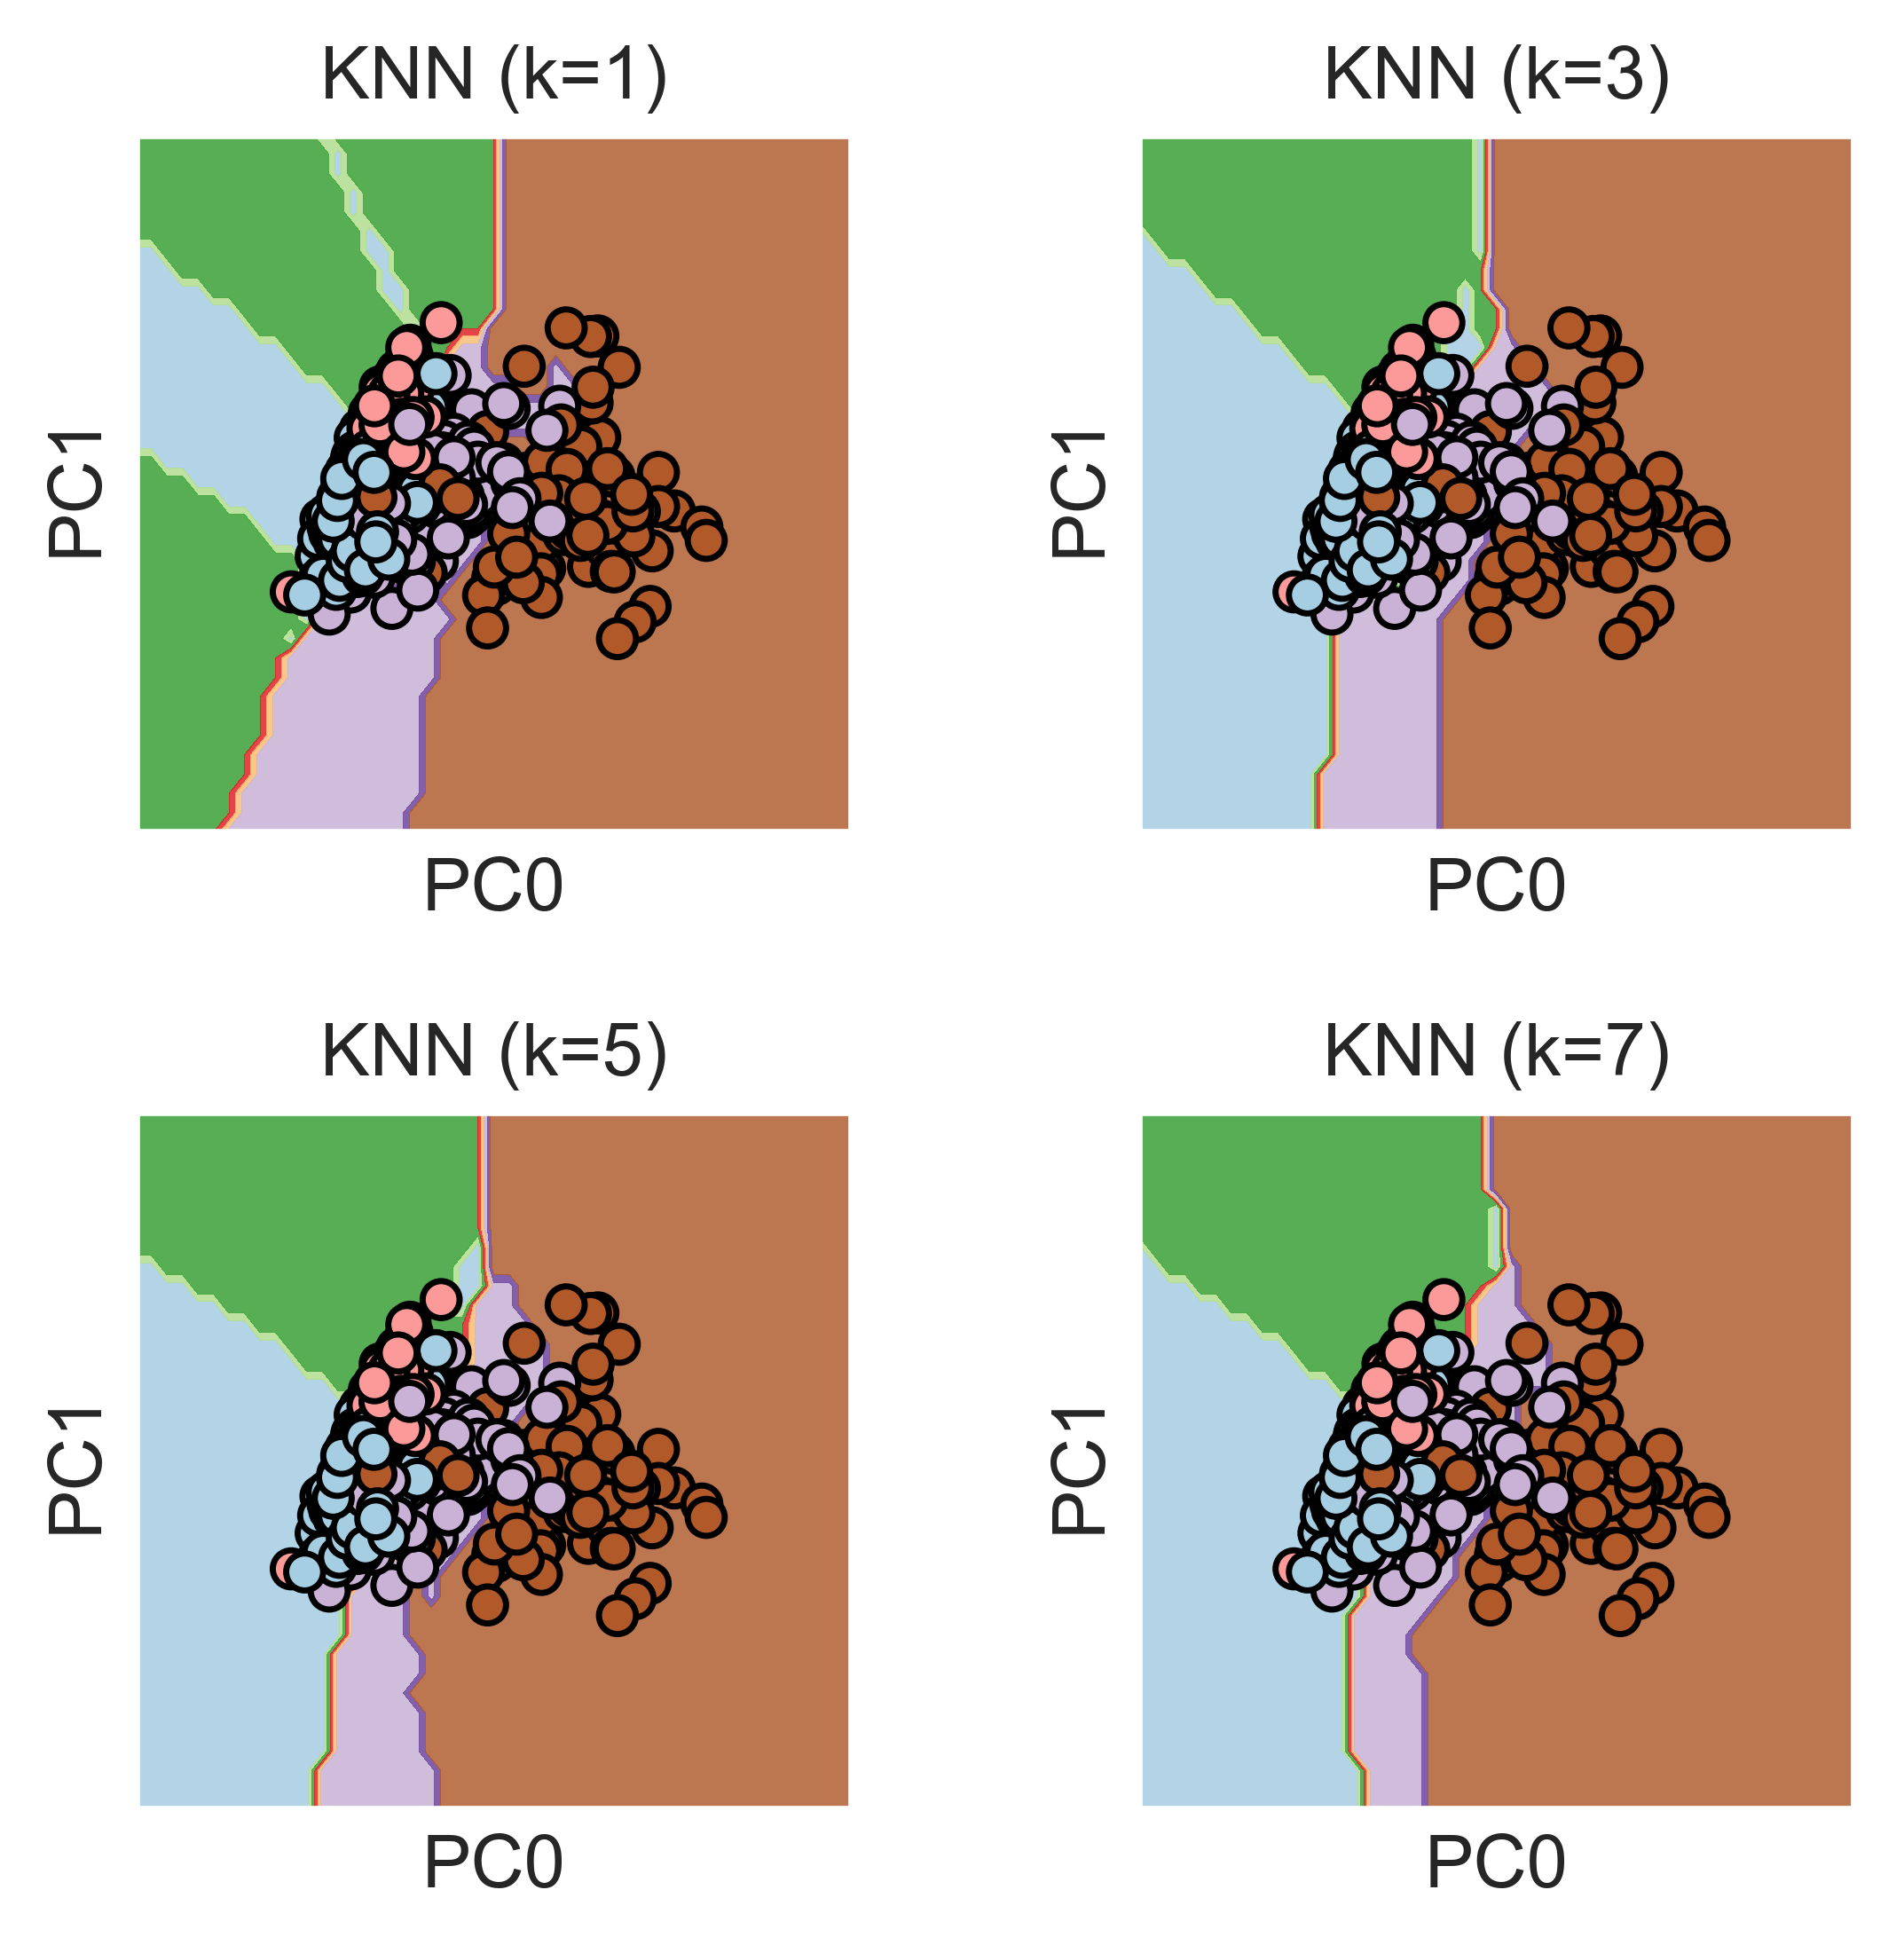 KNN (k=1)
KNN (k=3)
PC1
PC0
PC1
PC0
KNN (k=5)
KNN (k=7)
PC1
PC0
PC1
PC0